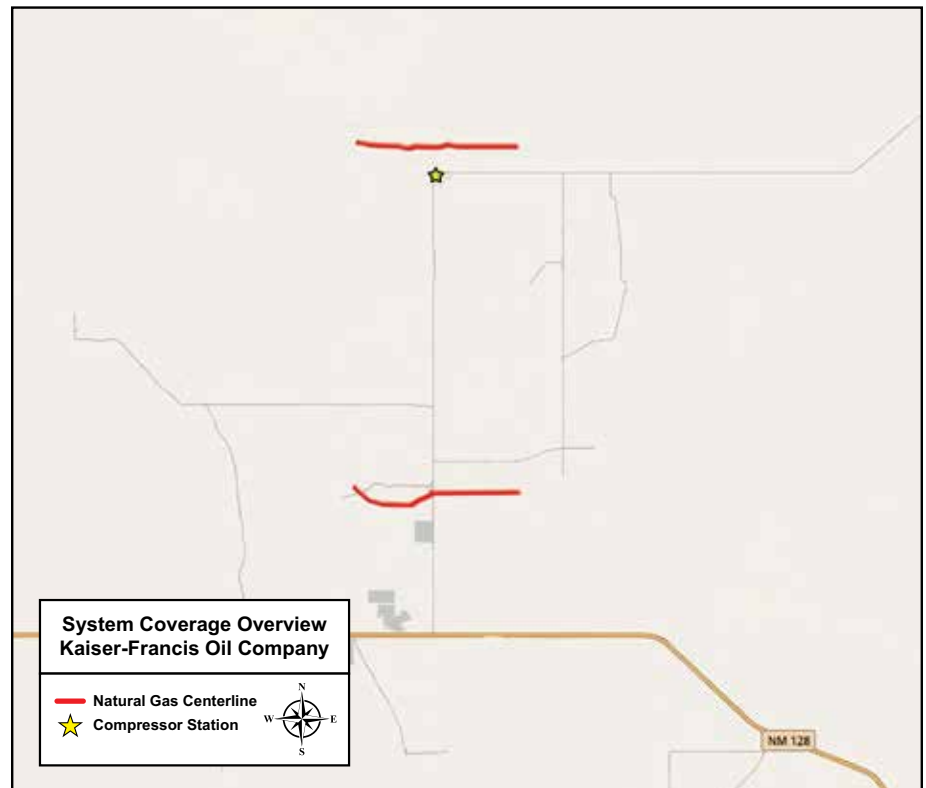 System Coverage Overview
Kaiser-Francis Oil Company
Natural Gas Centerline
Compressor Station
N
W E
S
NM 128